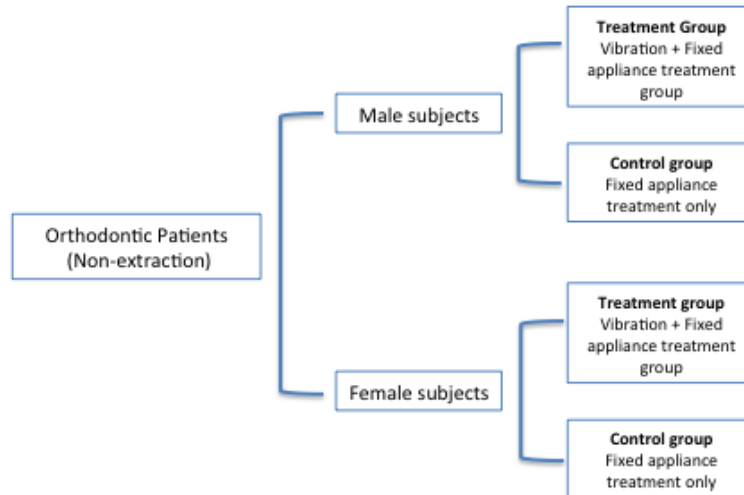 Treatment Group
Vibration + Fixed
appliance treatment
group
Male subjects
Control group
Fixed appliance
treatment only
Orthodontic Patients
(Non-extraction)
Treatment group
Vibration + Fixed
appliance treatment
group
Female subjects
Control group
Fixed appliance
treatment only